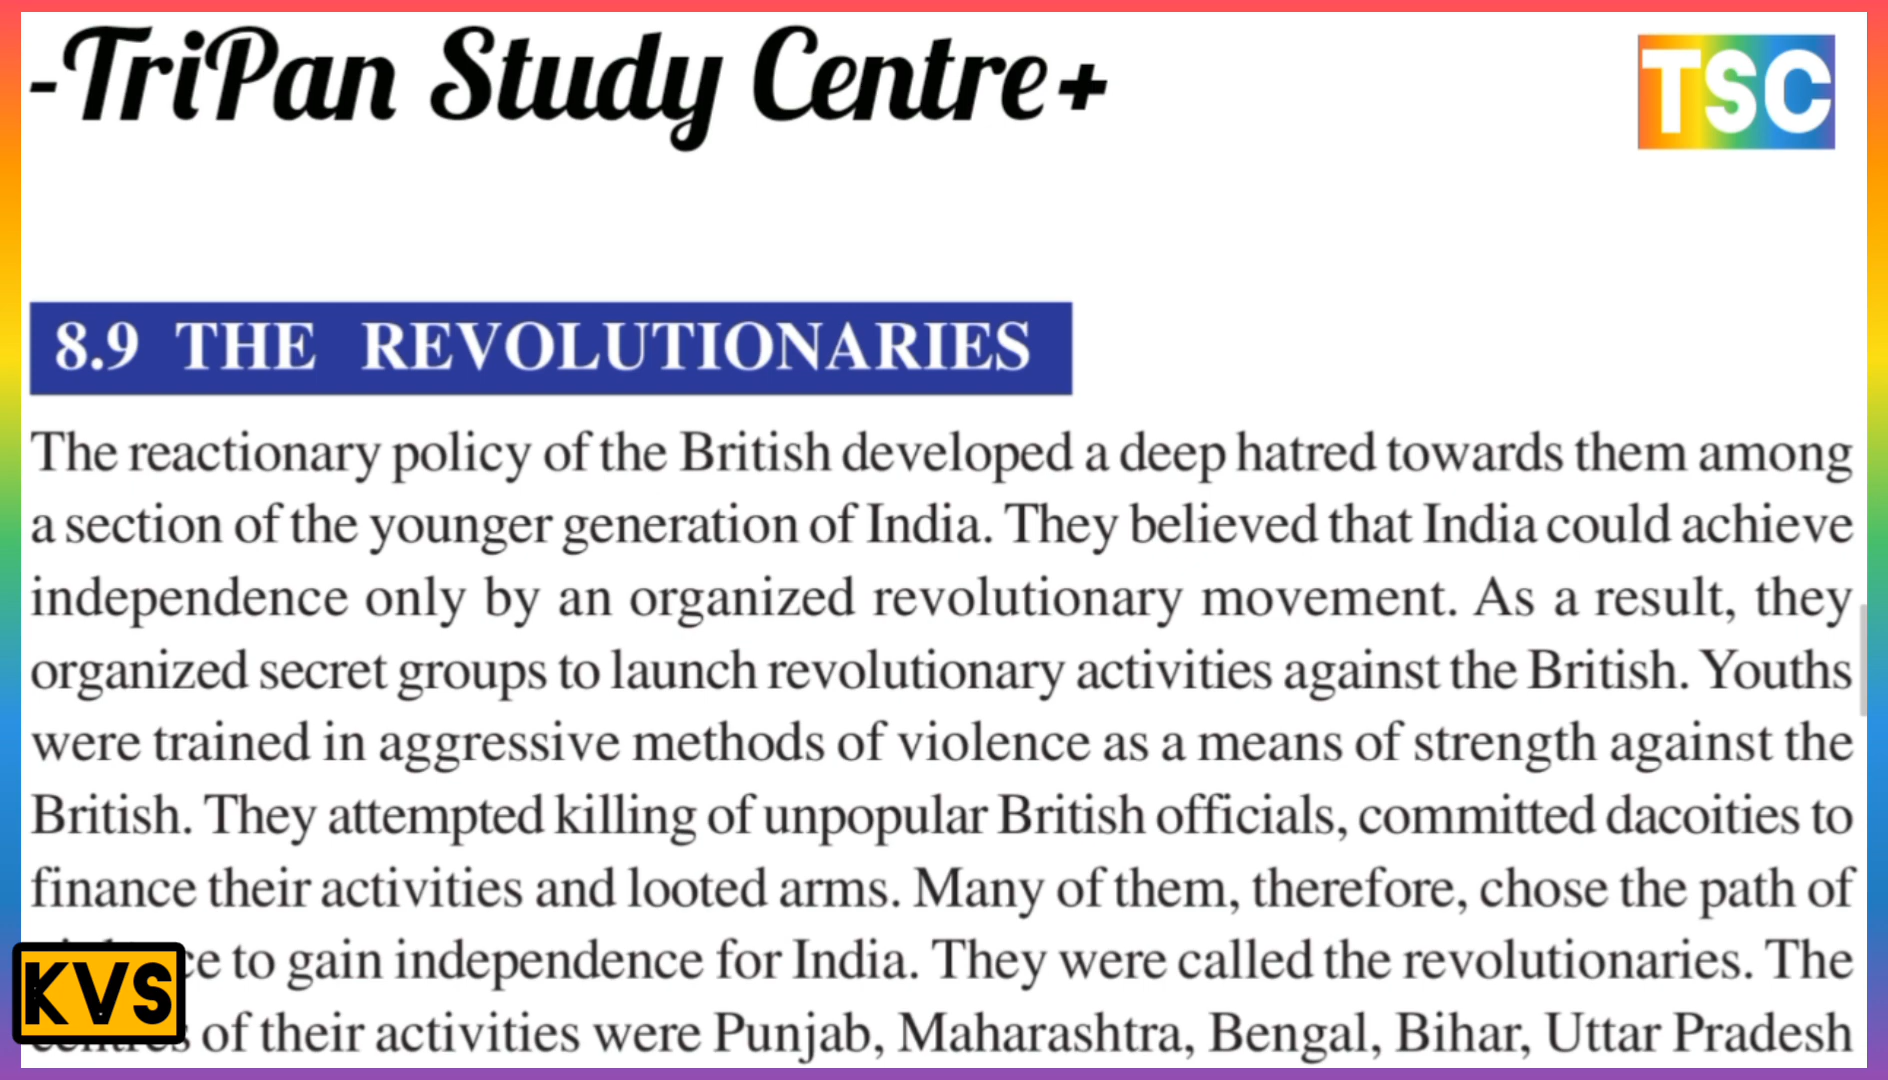 -TriPan Study Centre+
TSC
8.9 THE REVOLUTIONARIES
The reactionary policy of the British developed a deep hatred towards them among
a section of the younger generation of India. They believed that India could achieve
independence only by an organized revolutionary movement. As a result, they
organized secret groups to launch revolutionary activities against the British. Youths
were trained in aggressive methods of violence as a means of strength against the
British. They attempted killing of unpopular British officials, committed dacoities to
finance their activities and looted arms. Many of them, therefore, chose the path of
to gain independence for India. They were called the revolutionaries. The
of their activities were Punjab, Maharashtra, Bengal, Bihar, Uttar Pradesh
KVS